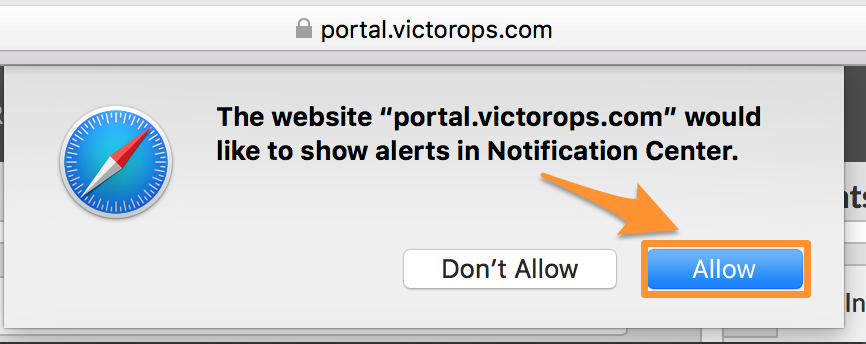 portal.victorops.com
The website “portal.victorops.com” would
like to show alerts in Notification Center.
Don’t Allow
Allow